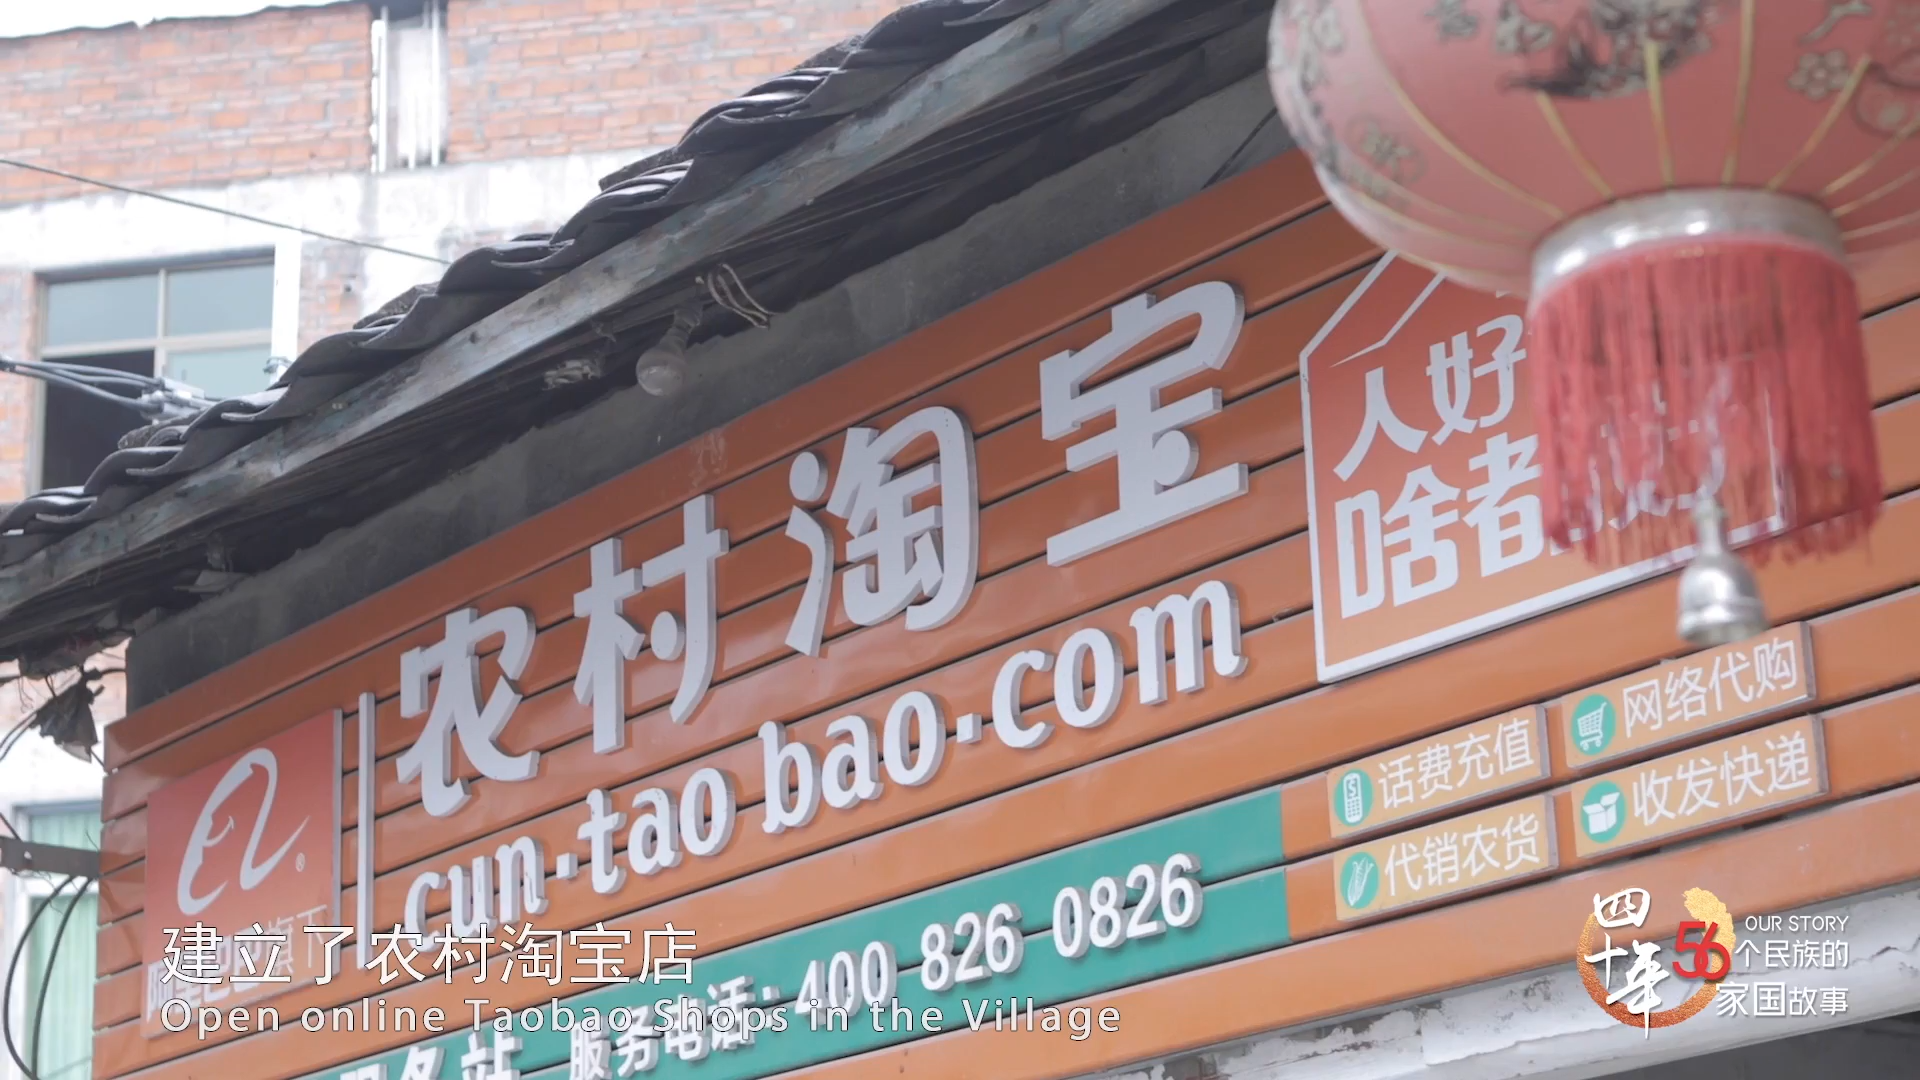 农村淘宝
cun.taobao.com
人好
啥者
话费充值
网络代购
代销农货
收发快递
服务电话:400 826 0826
建立了农村淘宝店
Open online Taobao Shops in the Village
四十年
56
OUR STORY
个民族的
家国故事